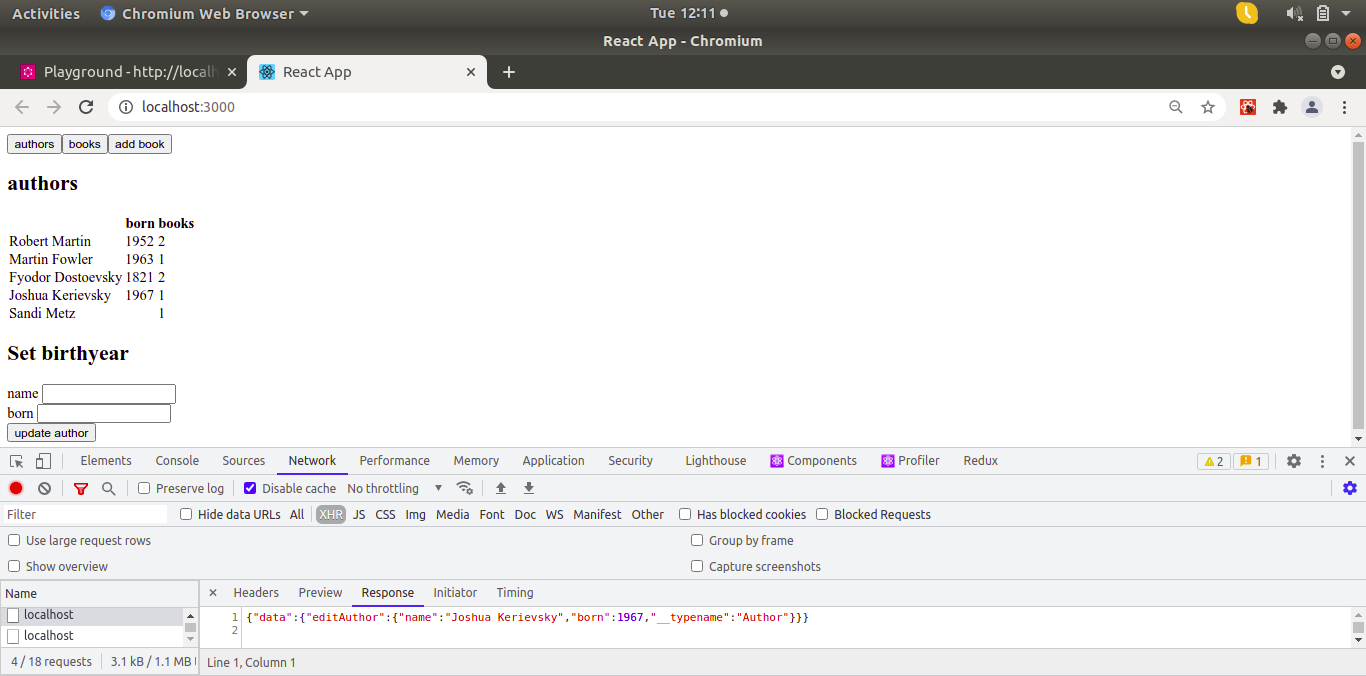 Activities Chromium Web Browser Tue 12:11
React App - Chromium
Playground - http://localh React App
localhost:3000
authors books add book
authors
born books
Robert Martin 1952 2
Martin Fowler 1963 1
Fyodor Dostoevsky 1821 2
Joshua Kerievsky 1967 1
Sandi Metz 1
Set birthyear
name
born
update author
Elements Console Sources Network Performance Memory Application Security Lighthouse Components Profiler Redux 2 1
Preserve log Disable cache No throttling
Filter Hide data URLs All XHR JS CSS Img Media Font Doc WS Manifest Other Has blocked cookies Blocked Requests
Use large request rows Group by frame
Show overview Capture screenshots
Name Headers Preview Response Initiator Timing
localhost 1 {"data":{"editAuthor":{"name":"Joshua Kerievsky","born":1967,"__typename":"Author"}}}
2
localhost
4 / 18 requests 3.1 kB / 1.1 MB Line 1, Column 1